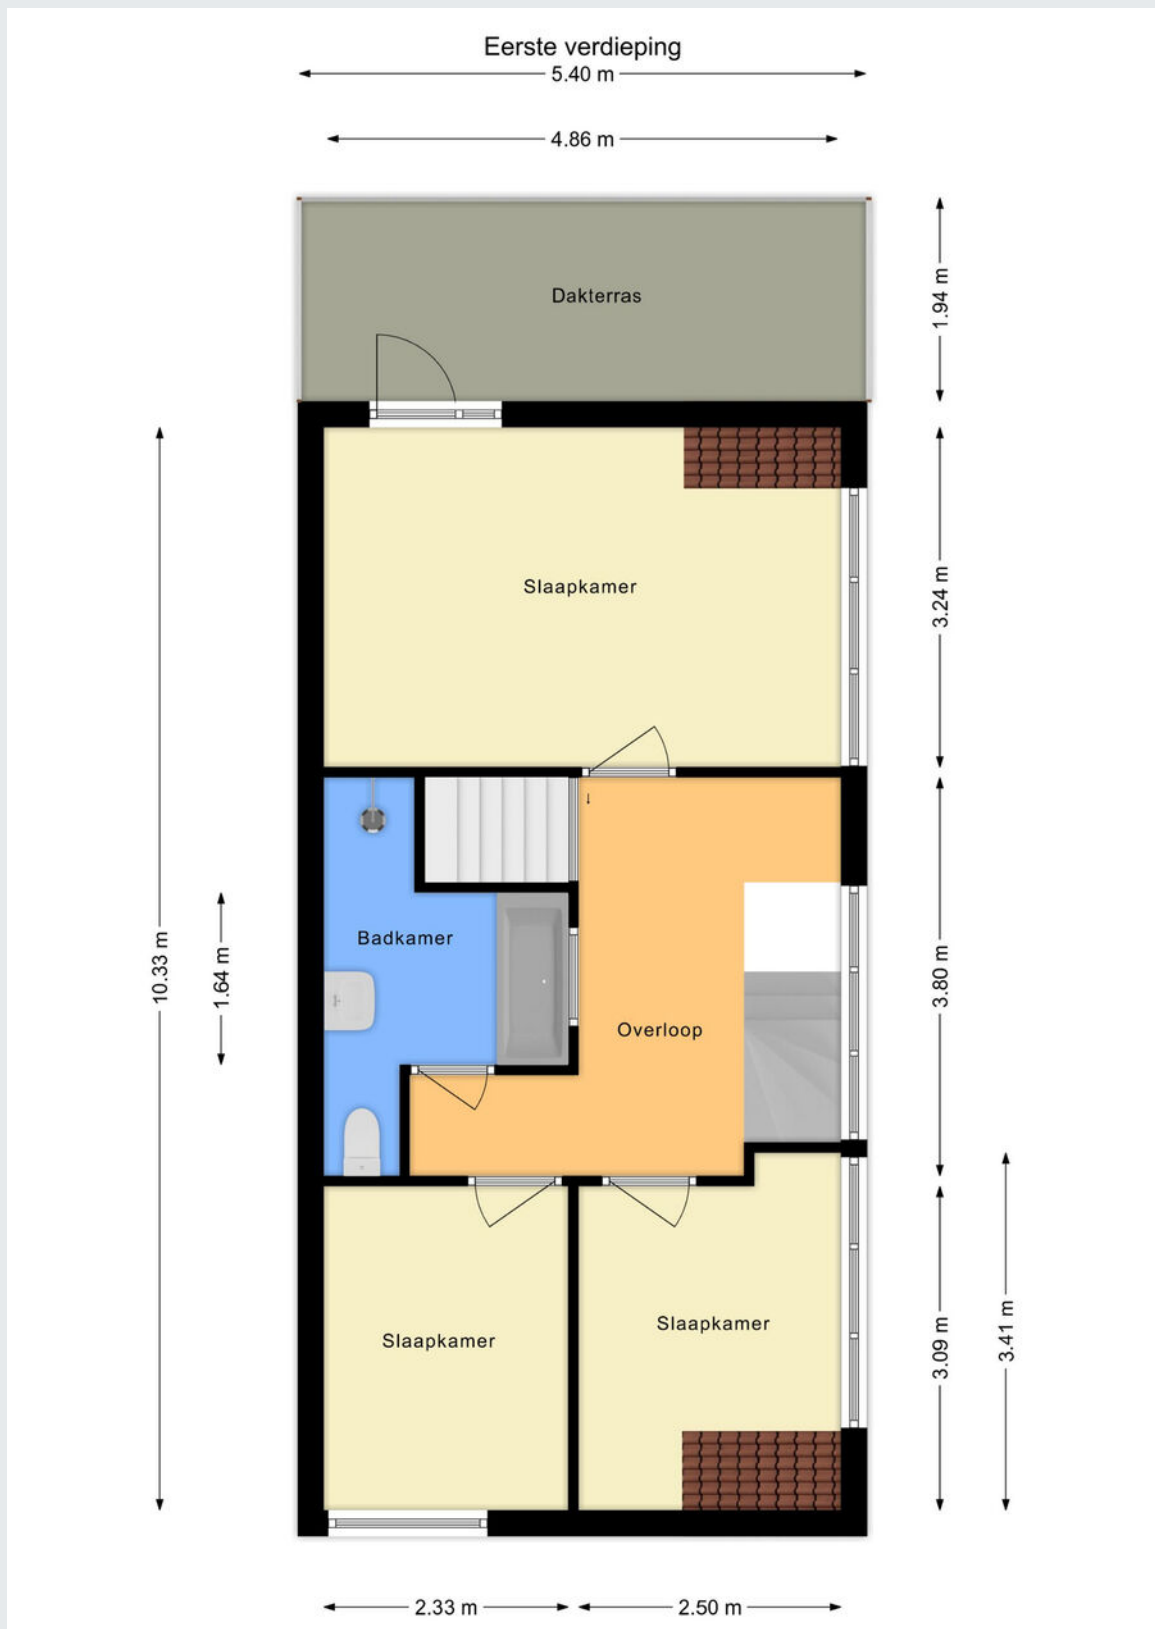 Eerste verdieping
5.40 m
4.86 m
Dakterras
1.94 m
Slaapkamer
3.24 m
10.33 m
1.64 m
Badkamer
Overloop
3.80 m
Slaapkamer
Slaapkamer
3.09 m
3.41 m
2.33 m
2.50 m